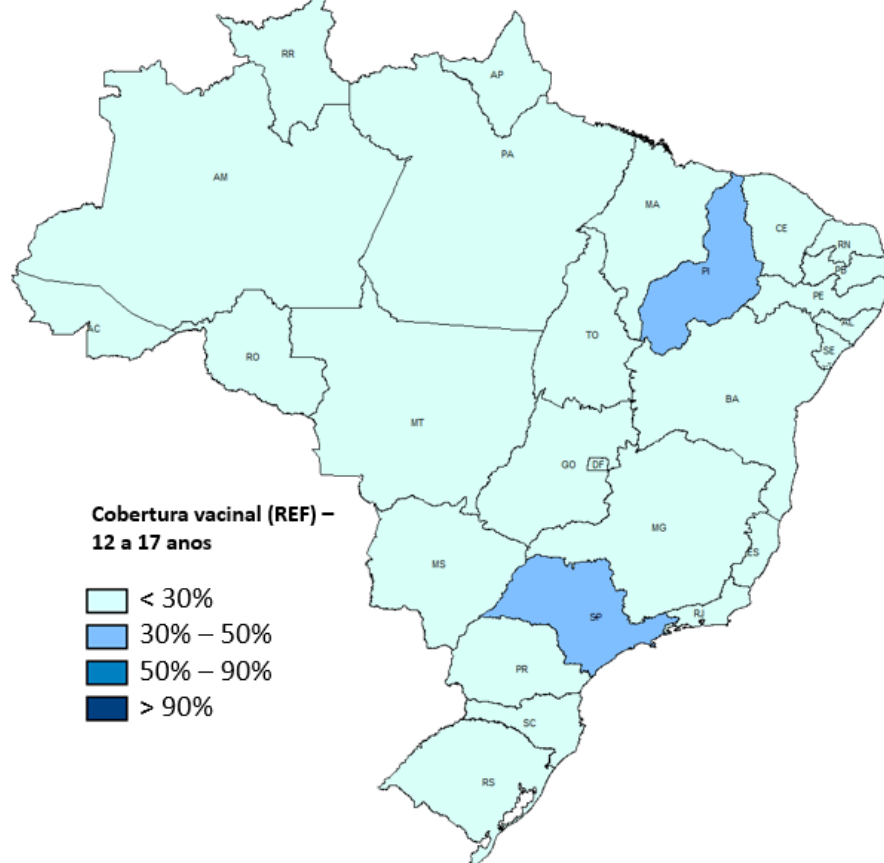 RR
AP
AM
PA
MA
CE
RN
PB
PI
PE
AL
AC
TO
SE
RO
BA
MT
GO
DF
MG
ES
MS
SP
RJ
PR
SC
RS
Cobertura vacinal (REF) –
12 a 17 anos
< 30%
30% – 50%
50% – 90%
> 90%